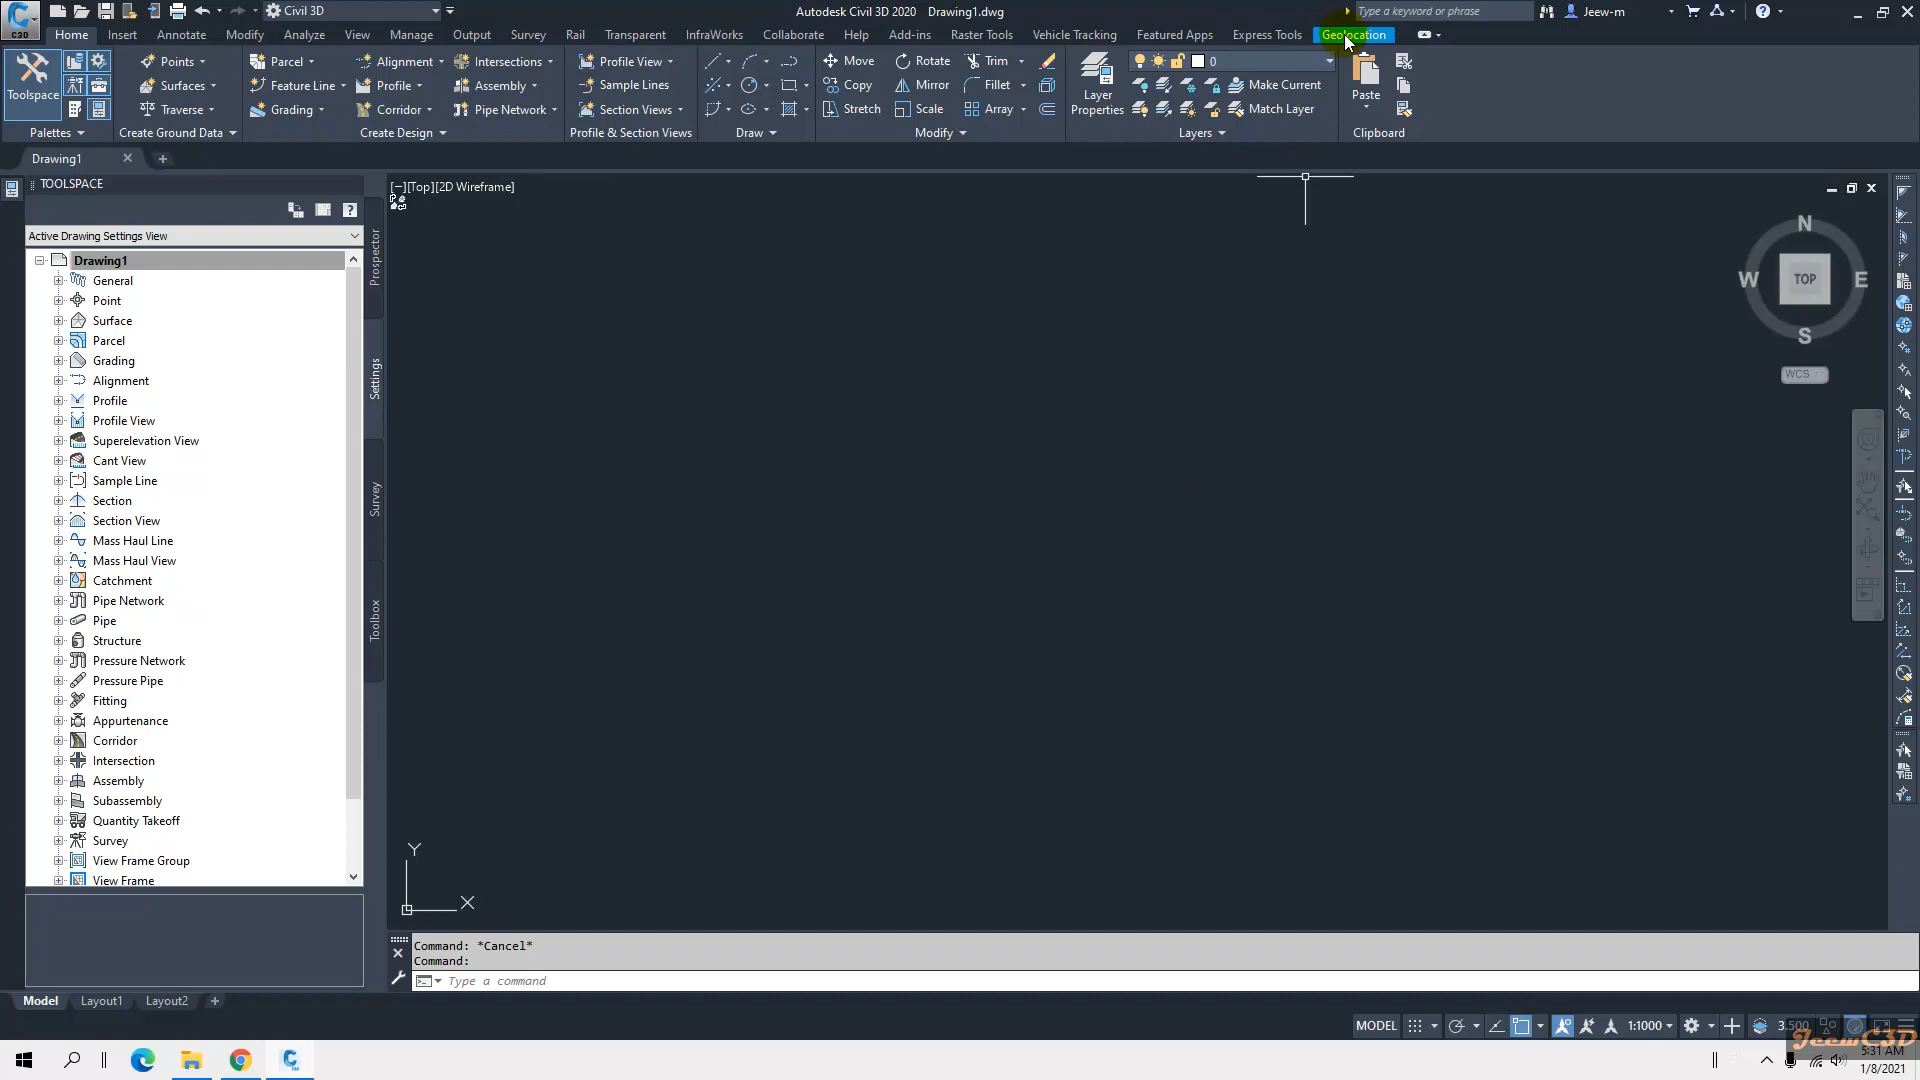 C3D
Civil 3D
Autodesk Civil 3D 2020 Drawing1.dwg
Type a keyword or phrase
Jeew-m
Home Insert Annotate Modify Analyze View Manage Output Survey Rail Transparent InfraWorks Collaborate Help Add-ins Raster Tools Vehicle Tracking Featured Apps Express Tools Geolocation
Toolspace
Palettes
Points
Surfaces
Traverse
Create Ground Data
Parcel
Feature Line
Grading
Alignment
Profile
Corridor
Intersections
Assembly
Pipe Network
Create Design
Profile View
Sample Lines
Section Views
Profile & Section Views
Draw
Move
Copy
Stretch
Rotate
Mirror
Scale
Trim
Fillet
Array
Modify
Layer
Properties
0
Make Current
Match Layer
Layers
Paste
Clipboard
Drawing1
TOOLSPACE
Active Drawing Settings View
Drawing1
General
Point
Surface
Parcel
Grading
Alignment
Profile
Profile View
Superelevation View
Cant View
Sample Line
Section
Section View
Mass Haul Line
Mass Haul View
Catchment
Pipe Network
Pipe
Structure
Pressure Network
Pressure Pipe
Fitting
Appurtenance
Corridor
Intersection
Assembly
Subassembly
Quantity Takeoff
Survey
View Frame Group
View Frame
Prospector
Settings
Survey
Toolbox
[−][Top][2D Wireframe]
N
W
TOP
E
S
WCS
Y
X
Command: *Cancel*
Command:
Type a command
Model Layout1 Layout2
MODEL
1:1000
3.500
JeewC3D
5:31 AM
1/8/2021